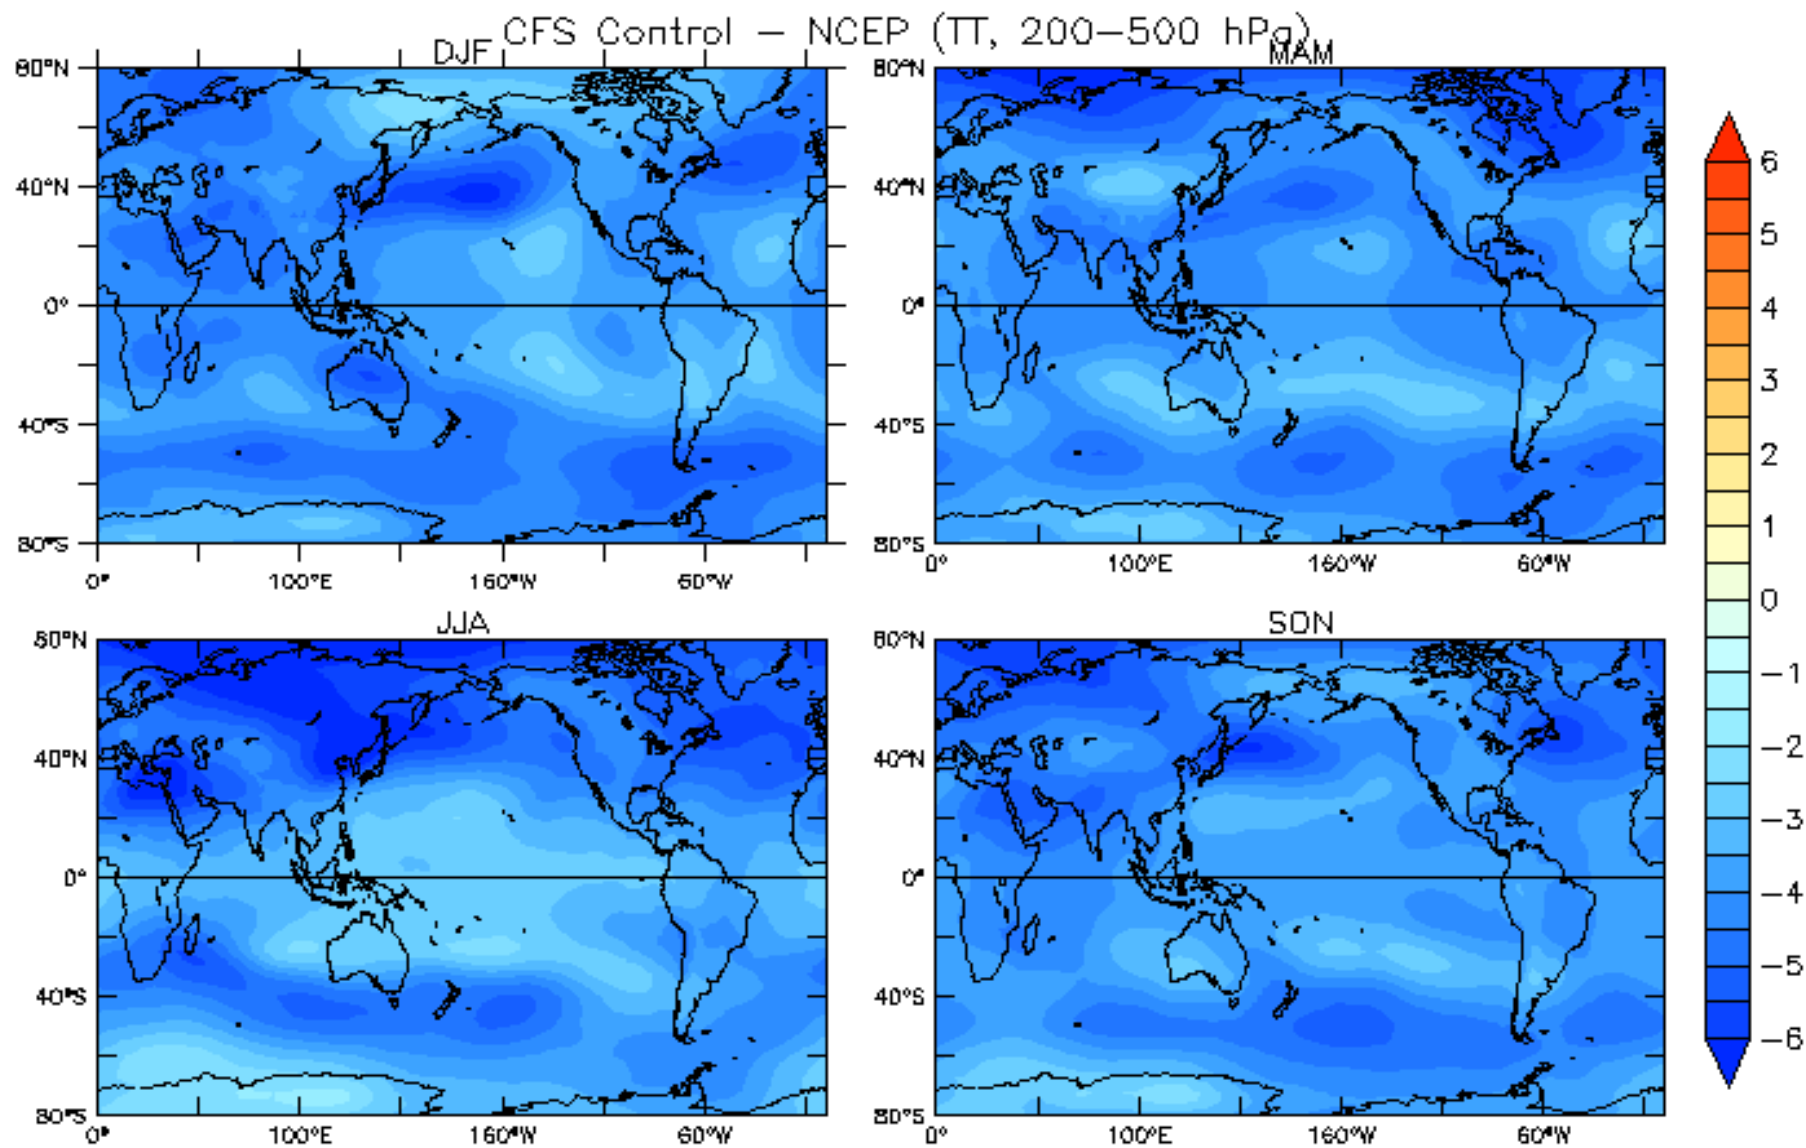 CFS Control – NCEP (TT, 200–500 hPa)
DJF
MAM
80°N 80°N
40°N 40°N
0° 0°
40°S 40°S
80°S 80°S
0° 100°E 160°W 60°W 0° 100°E 160°W 60°W
JJA SON
80°N 80°N
40°N 40°N
0° 0°
40°S 40°S
80°S 80°S
0° 100°E 160°W 60°W 0° 100°E 160°W 60°W
6
5
4
3
2
1
0
−1
−2
−3
−4
−5
−6